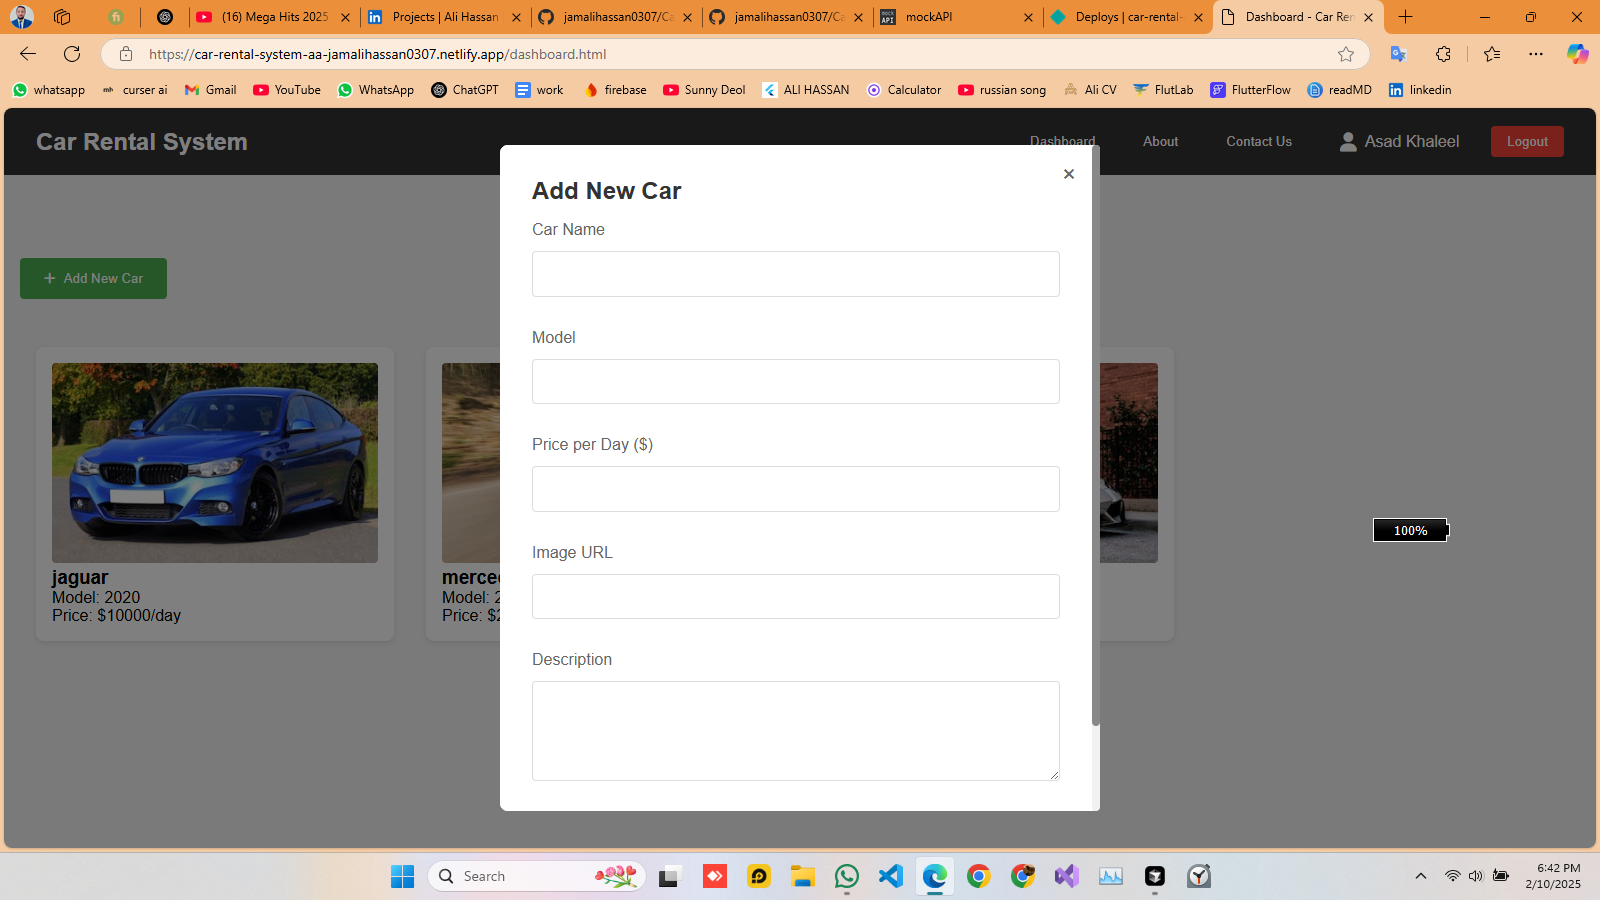 (16) Mega Hits 2025
Projects | Ali Hassan
jamalihassan0307/Ca
jamalihassan0307/Ca
mock API
mockAPI
Deploys | car-rental-
Dashboard - Car Ren
https://car-rental-system-aa-jamalihassan0307.netlify.app/dashboard.html
whatsapp
curser ai
Gmail
YouTube
WhatsApp
ChatGPT
work
firebase
Sunny Deol
ALI HASSAN
Calculator
russian song
Ali CV
FlutLab
FlutterFlow
readMD
linkedin
Car Rental System
Dashboard
About
Contact Us
Asad Khaleel
Logout
+ Add New Car
jaguar
Model: 2020
Price: $10000/day
Model: 2
Price: $2
Add New Car
Car Name
Model
Price per Day ($)
Image URL
Description
100%
Search
6:42 PM
2/10/2025